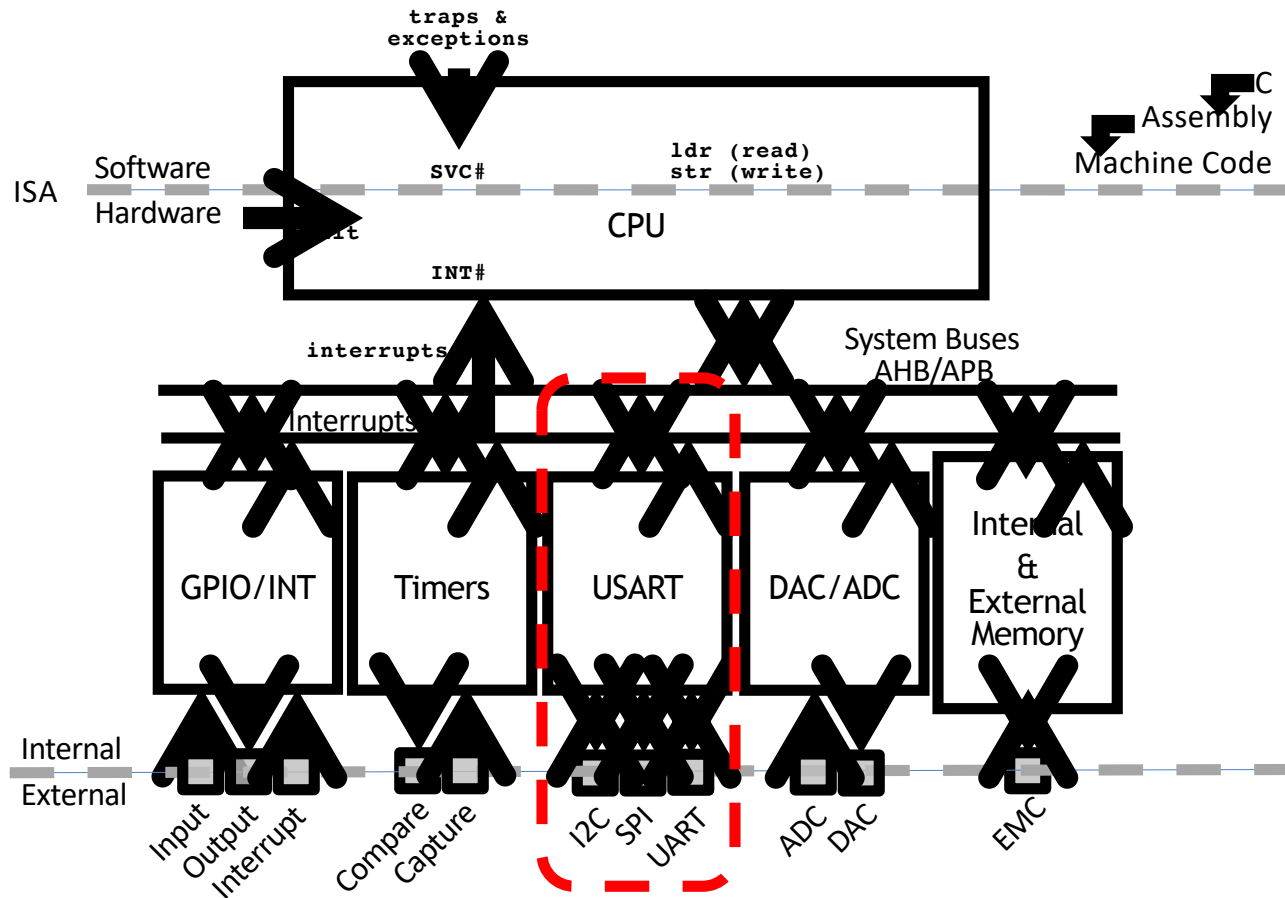 traps &
exceptions
C
Assembly
Machine Code
ldr (read)
str (write)
SVC#
Software
ISA
Hardware
CPU
INT#
interrupts
System Buses
AHB/APB
Interrupts
GPIO/INT
Timers
USART
DAC/ADC
Internal
&
External
Memory
Internal
External
Input
Output
Interrupt
Compare
Capture
I2C
SPI
UART
ADC
DAC
EMC